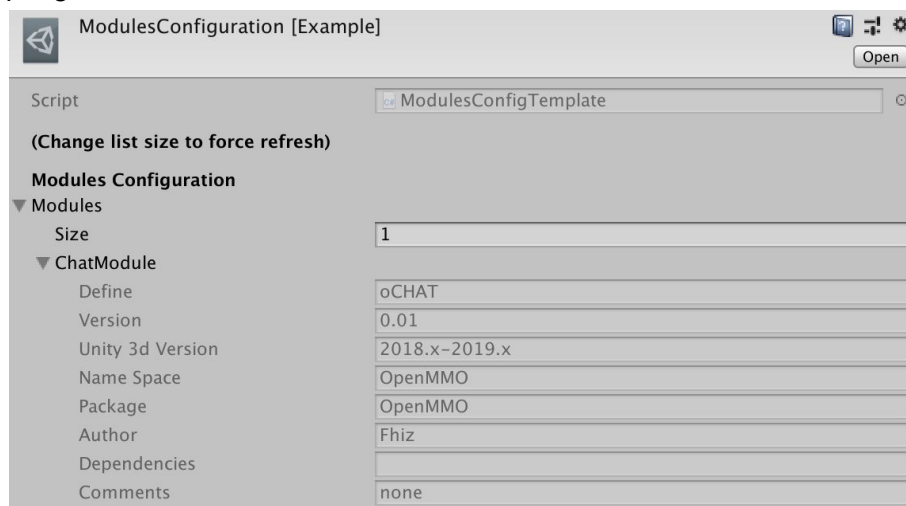 ModulesConfiguration [Example]
Open
Script ModulesConfigTemplate
(Change list size to force refresh)
Modules Configuration
Modules
Size 1
ChatModule
Define oCHAT
Version 0.01
Unity 3d Version 2018.x-2019.x
Name Space OpenMMO
Package OpenMMO
Author Fhiz
Dependencies
Comments none